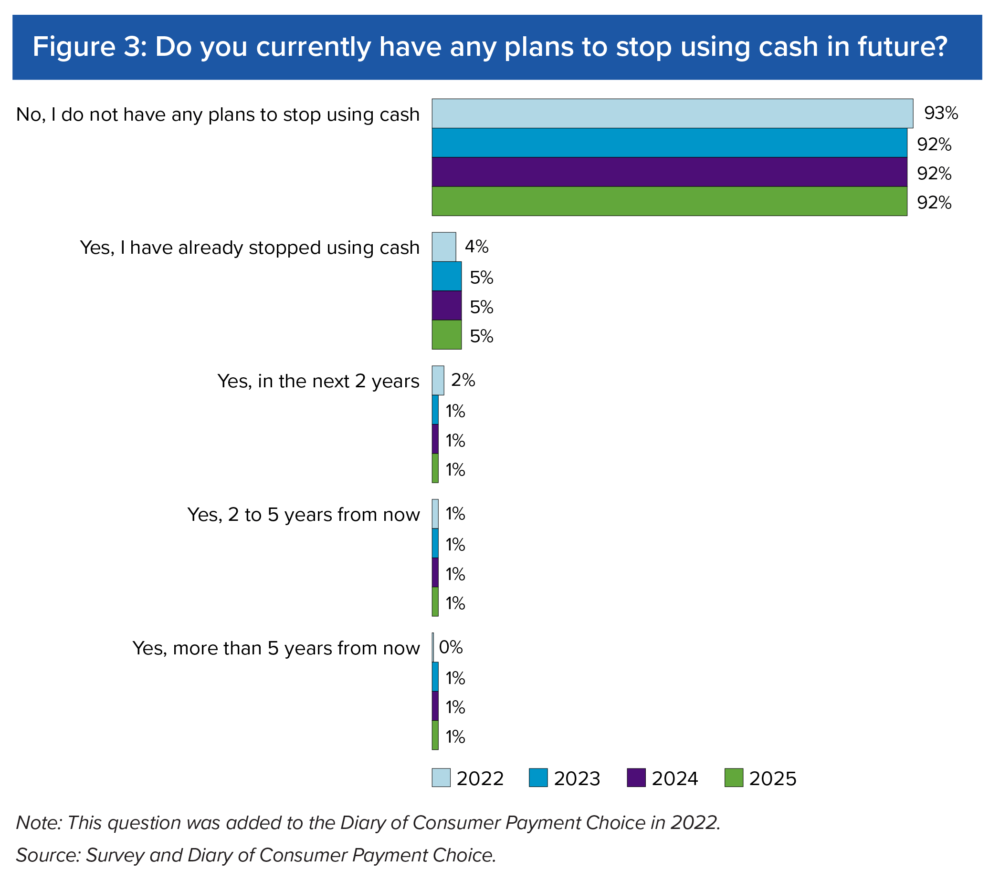 Figure 3: Do you currently have any plans to stop using cash in future?
No, I do not have any plans to stop using cash
93%
92%
92%
92%
Yes, I have already stopped using cash
4%
5%
5%
5%
Yes, in the next 2 years
2%
1%
1%
1%
Yes, 2 to 5 years from now
1%
1%
1%
1%
Yes, more than 5 years from now
0%
1%
1%
1%
2022 2023 2024 2025
Note: This question was added to the Diary of Consumer Payment Choice in 2022.
Source: Survey and Diary of Consumer Payment Choice.